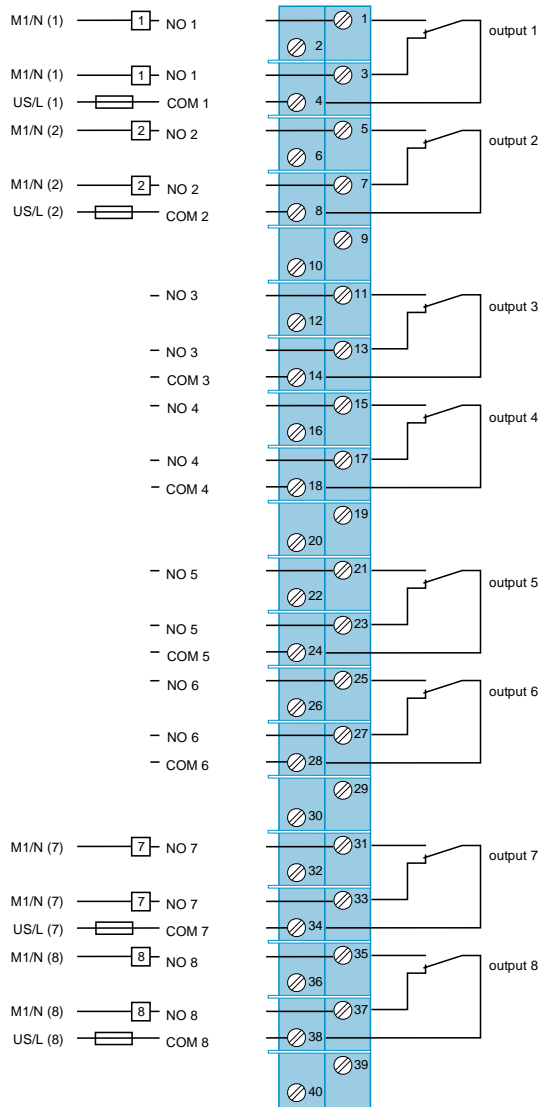 M1/N (1) 1 NO 1 1 output 1
2
M1/N (1) 1 NO 1 3
US/L (1) COM 1 4
M1/N (2) 2 NO 2 5 output 2
6
M1/N (2) 2 NO 2 7
US/L (2) COM 2 8
9
10
NO 3 11 output 3
12
NO 3 13
COM 3 14
NO 4 15 output 4
16
NO 4 17
COM 4 18
19
20
NO 5 21 output 5
22
NO 5 23
COM 5 24
NO 6 25 output 6
26
NO 6 27
COM 6 28
29
30
M1/N (7) 7 NO 7 31 output 7
32
M1/N (7) 7 NO 7 33
US/L (7) COM 7 34
M1/N (8) 8 NO 8 35 output 8
36
M1/N (8) 8 NO 8 37
US/L (8) COM 8 38
39
40